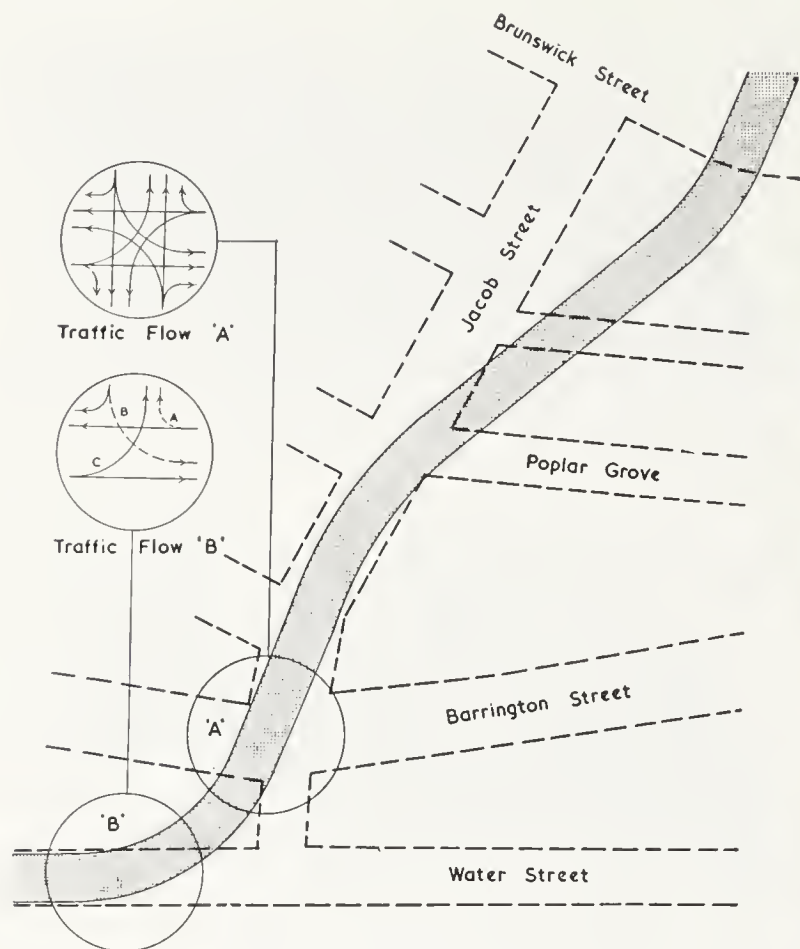 Brunswick Street
Jacob Street
Traffic Flow 'A'
B
A
C
Poplar Grove
Traffic Flow 'B'
Barrington Street
'A'
'B'
Water Street